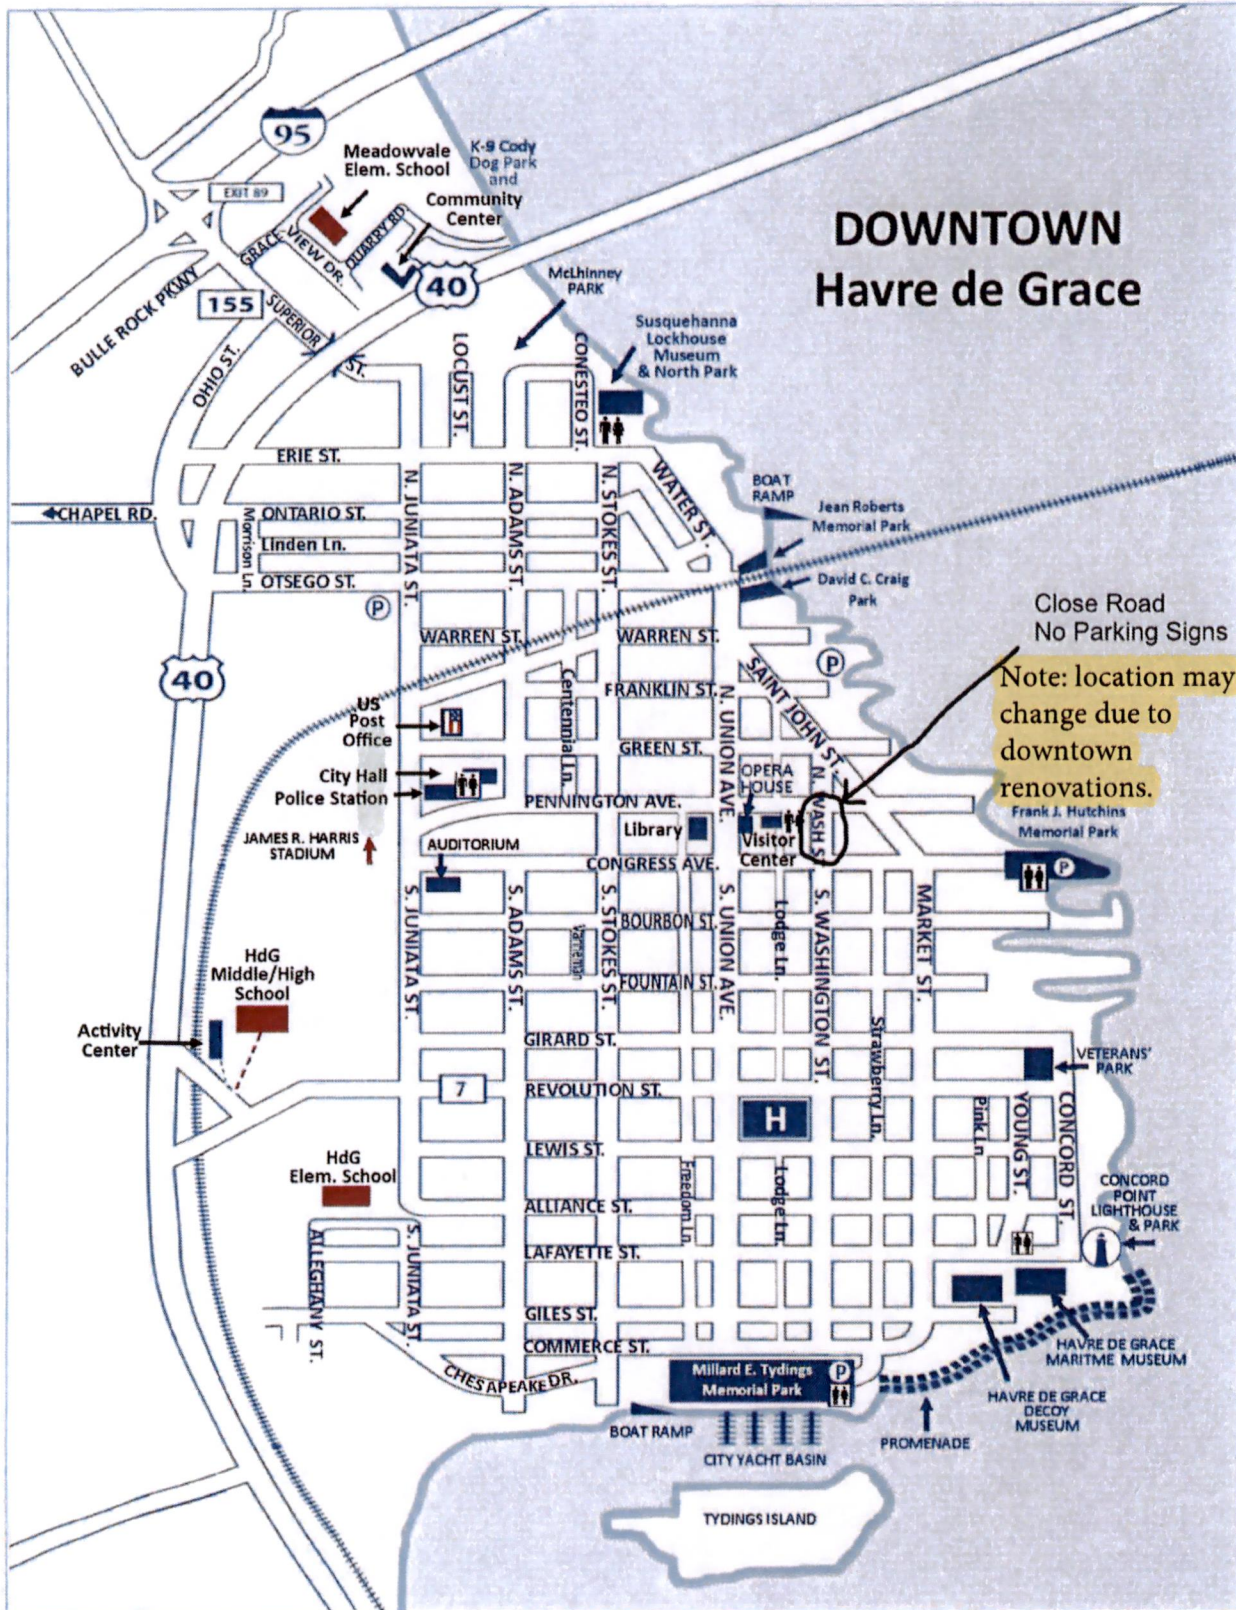 DOWNTOWN
Havre de Grace
95
EXIT 89
Meadowvale
Elem. School
K-9 Cody
Dog Park
and
Community
Center
GRACE
VIEW DR.
QUARRY RD
40
155
SUPERIOR
ST.
BULLE ROCK PKWY
OHIO ST.
McLhinney
PARK
Susquehanna
Lockhouse
Museum
& North Park
LOCUST ST.
CONESTEO ST.
ERIE ST.
N. JUNIATA ST.
N. ADAMS ST.
N. STOKES ST.
WATER ST.
BOAT
RAMP
Jean Roberts
Memorial Park
CHAPEL RD.
Morrison Ln.
ONTARIO ST.
Linden Ln.
OTSEGO ST.
David C. Craig
Park
P
Close Road
No Parking Signs
Note: location may
change due to
downtown
renovations.
WARREN ST.
WARREN ST.
P
SAINT JOHN ST.
40
Centennial Ln.
FRANKLIN ST.
N. UNION AVE.
US
Post
Office
GREEN ST.
City Hall
Police Station
OPERA
HOUSE
N. WASH ST.
PENNINGTON AVE.
Library
Visitor
Center
Frank J. Hutchins
Memorial Park
P
JAMES R. HARRIS
STADIUM
AUDITORIUM
CONGRESS AVE.
S. JUNIATA ST.
S. ADAMS ST.
Varneman
S. STOKES ST.
BOURBON ST.
S. UNION AVE.
Lodge Ln.
S. WASHINGTON ST.
MARKET ST.
FOUNTAIN ST.
HdG
Middle/High
School
Activity
Center
GIRARD ST.
Strawberry Ln.
VETERANS'
PARK
7
REVOLUTION ST.
H
Pink Ln
YOUNG ST.
CONCORD ST.
LEWIS ST.
HdG
Elem. School
Freedom Ln.
Lodge Ln.
CONCORD
POINT
LIGHTHOUSE
& PARK
ALLIANCE ST.
ALLEGHANY ST.
S. JUNIATA ST.
LAFAYETTE ST.
GILES ST.
COMMERCE ST.
CHESAPEAKE DR.
Millard E. Tydings
Memorial Park
P
HAVRE DE GRACE
MARITME MUSEUM
HAVRE DE GRACE
DECOY
MUSEUM
BOAT RAMP
CITY YACHT BASIN
PROMENADE
TYDINGS ISLAND